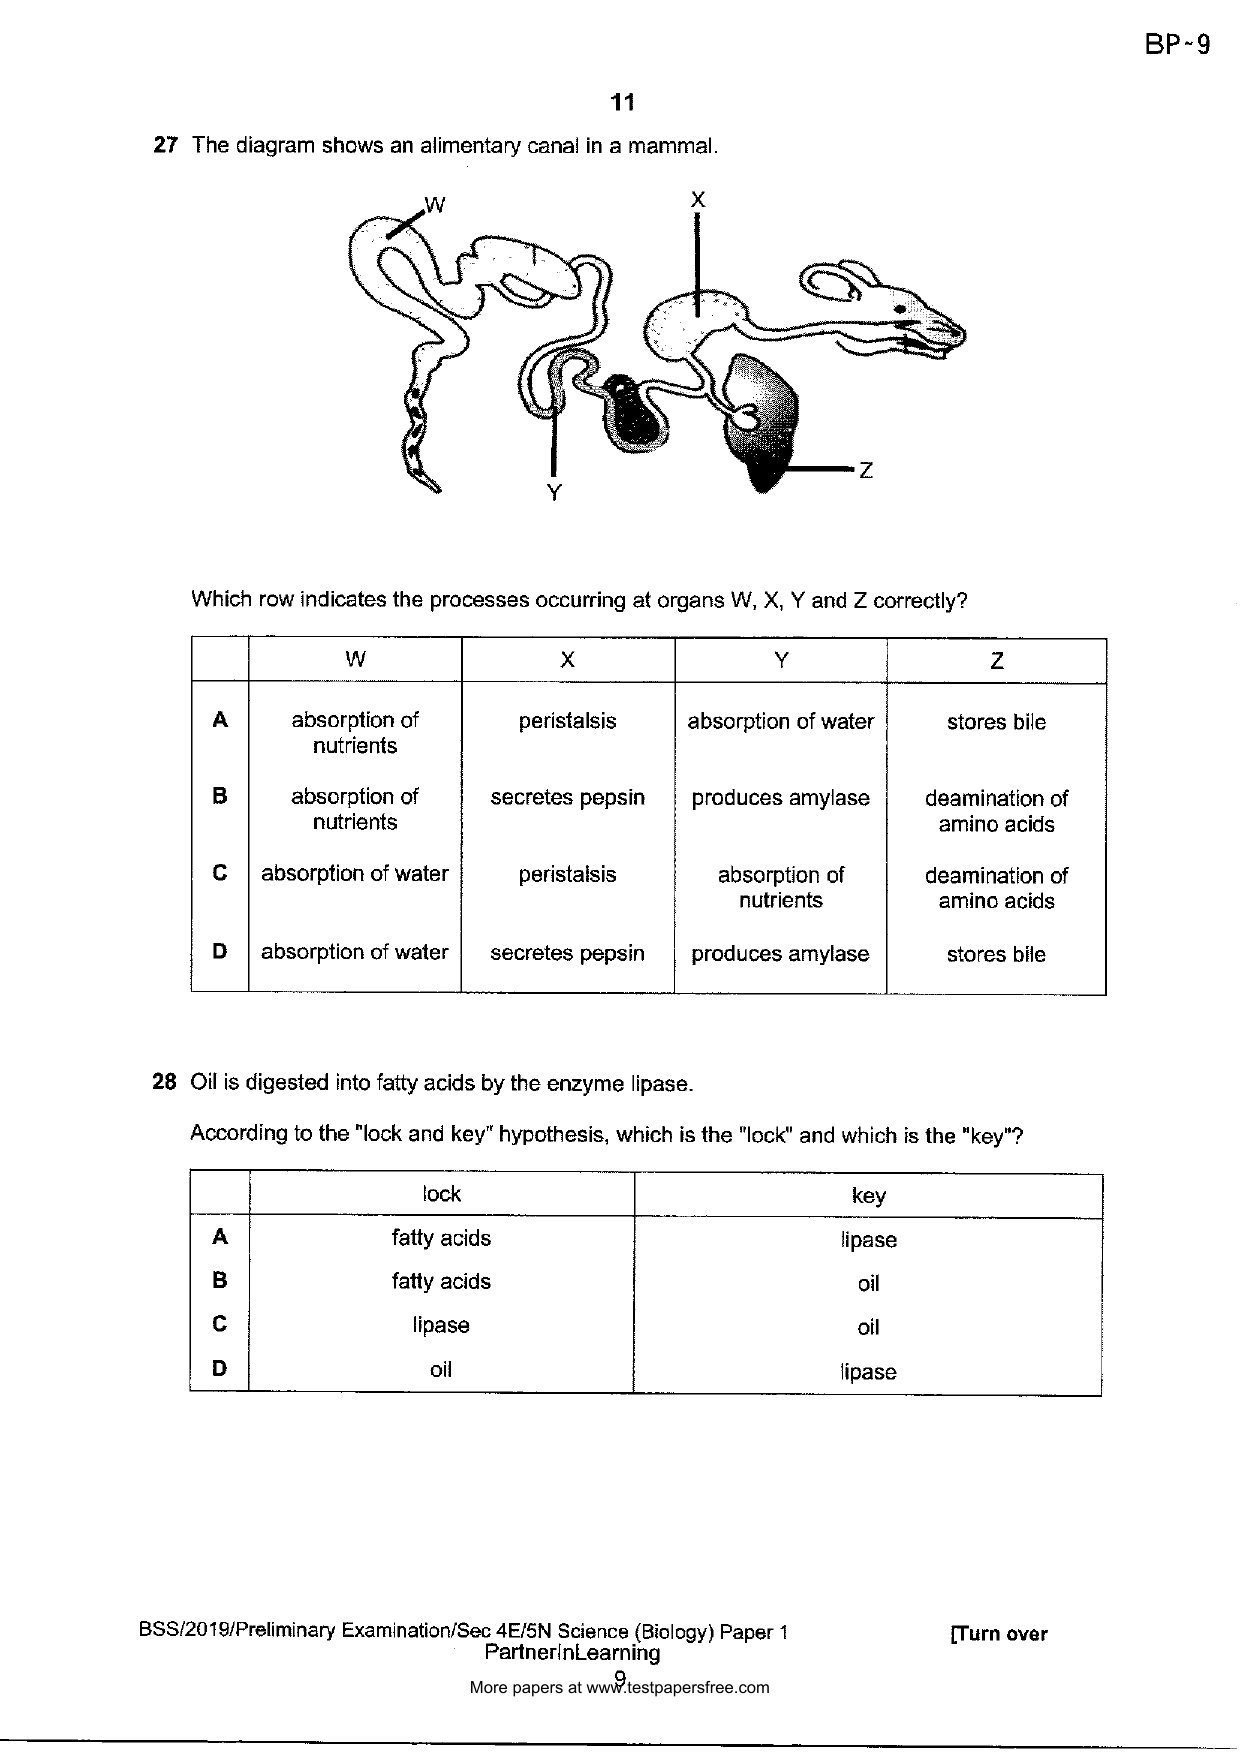 BP-9
11
27 The diagram shows an alimentary canal in a mammal.
W
X
Y
Z
Which row indicates the processes occurring at organs W, X, Y and Z correctly?
W X Y Z
A absorption of nutrients peristalsis absorption of water stores bile
B absorption of nutrients secretes pepsin produces amylase deamination of amino acids
C absorption of water peristalsis absorption of nutrients deamination of amino acids
D absorption of water secretes pepsin produces amylase stores bile
28 Oil is digested into fatty acids by the enzyme lipase.
According to the "lock and key" hypothesis, which is the "lock" and which is the "key"?
lock key
A fatty acids lipase
B fatty acids oil
C lipase oil
D oil lipase
BSS/2019/Preliminary Examination/Sec 4E/5N Science (Biology) Paper 1 [Turn over
PartnerInLearning
9
More papers at www.testpapersfree.com